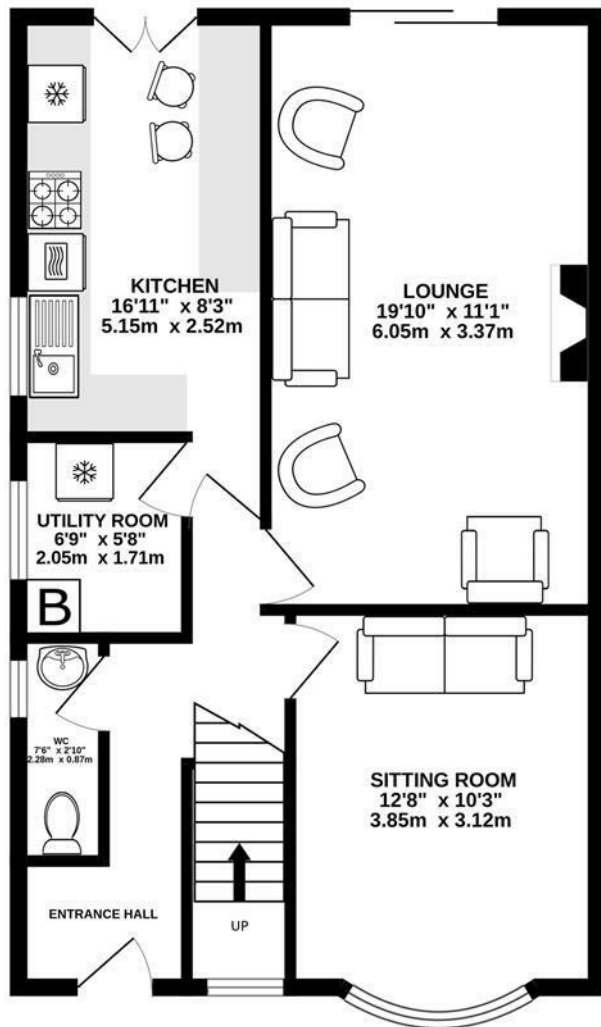 KITCHEN
16'11" x 8'3"
5.15m x 2.52m
LOUNGE
19'10" x 11'1"
6.05m x 3.37m
UTILITY ROOM
6'9" x 5'8"
2.05m x 1.71m
B
WC
7'6" x 2'10"
2.28m x 0.87m
SITTING ROOM
12'8" x 10'3"
3.85m x 3.12m
ENTRANCE HALL
UP